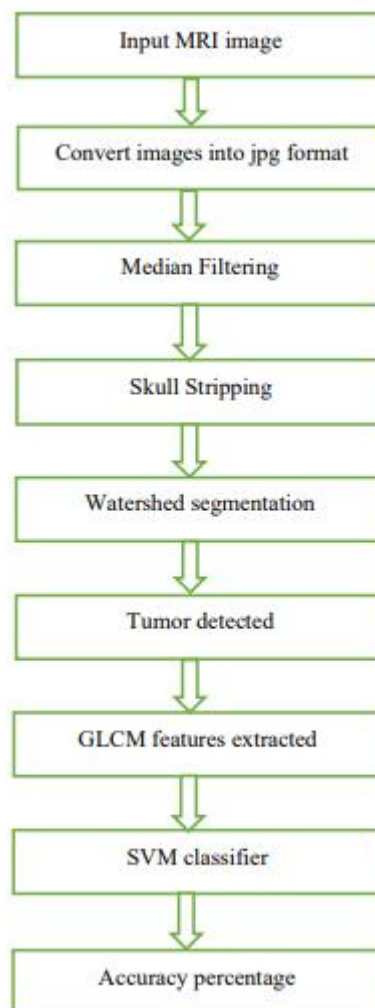 Input MRI image
Convert images into jpg format
Median Filtering
Skull Stripping
Watershed segmentation
Tumor detected
GLCM features extracted
SVM classifier
Accuracy percentage